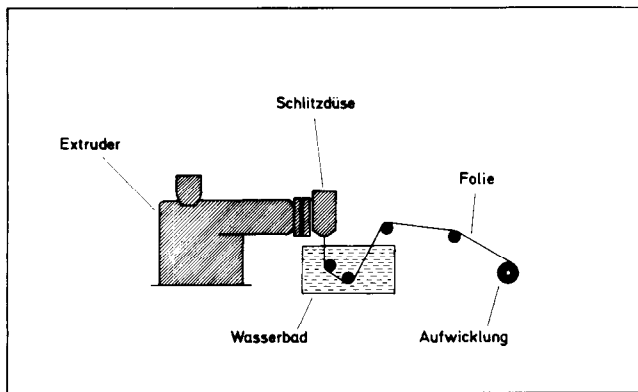 Schlitzdüse
Extruder
Folie
Wasserbad
Aufwicklung